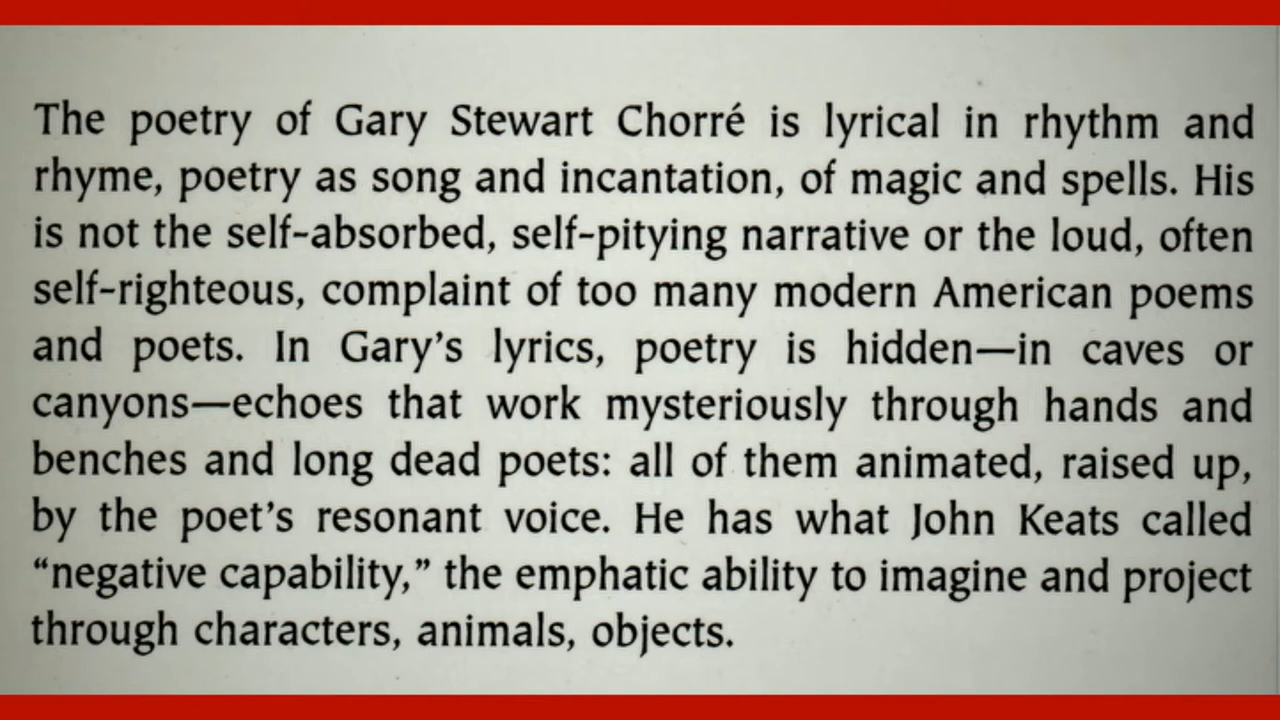 The poetry of Gary Stewart Chorré is lyrical in rhythm and
rhyme, poetry as song and incantation, of magic and spells. His
is not the self-absorbed, self-pitying narrative or the loud, often
self-righteous, complaint of too many modern American poems
and poets. In Gary’s lyrics, poetry is hidden—in caves or
canyons—echoes that work mysteriously through hands and
benches and long dead poets: all of them animated, raised up,
by the poet’s resonant voice. He has what John Keats called
“negative capability,” the emphatic ability to imagine and project
through characters, animals, objects.